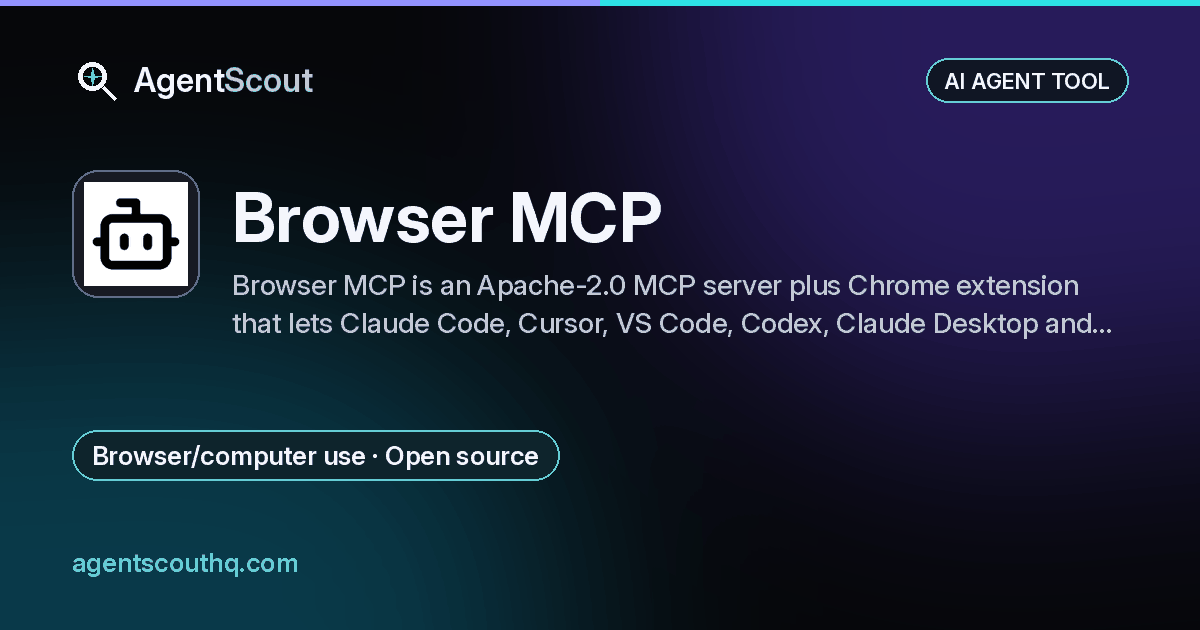 AgentScout
AI AGENT TOOL
Browser MCP
Browser MCP is an Apache-2.0 MCP server plus Chrome extension
that lets Claude Code, Cursor, VS Code, Codex, Claude Desktop and...
Browser/computer use · Open source
agentscouthq.com